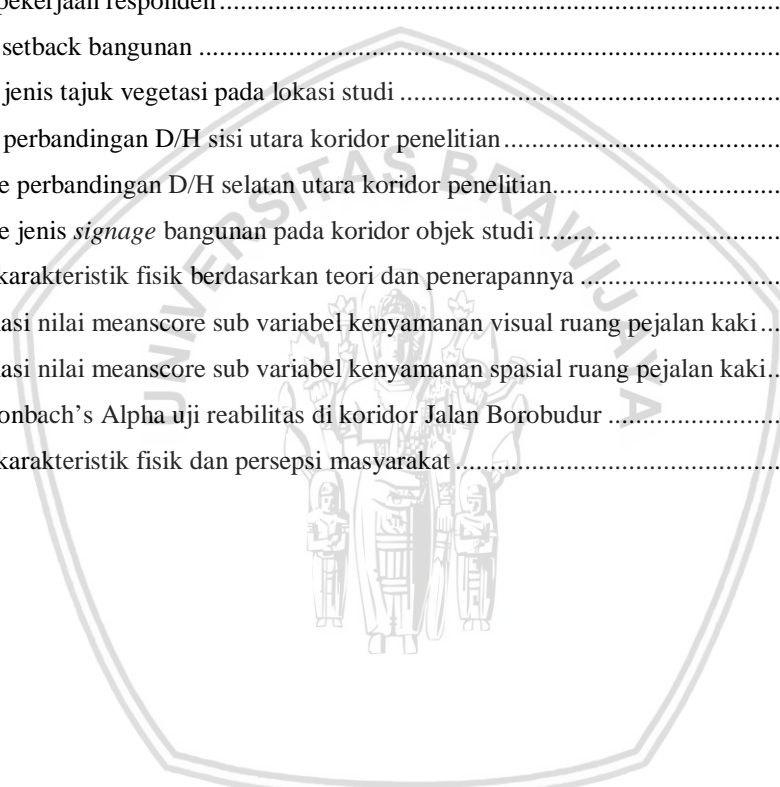 pekerjaan responden
setback bangunan
jenis tajuk vegetasi pada lokasi studi
perbandingan D/H sisi utara koridor penelitian
e perbandingan D/H selatan utara koridor penelitian
e jenis signage bangunan pada koridor objek studi
karakteristik fisik berdasarkan teori dan penerapannya
asi nilai meanscore sub variabel kenyamanan visual ruang pejalan kaki
asi nilai meanscore sub variabel kenyamanan spasial ruang pejalan kaki
onbach’s Alpha uji reabilitas di koridor Jalan Borobudur
karakteristik fisik dan persepsi masyarakat
UNIVERSITAS BRAWIJAYA